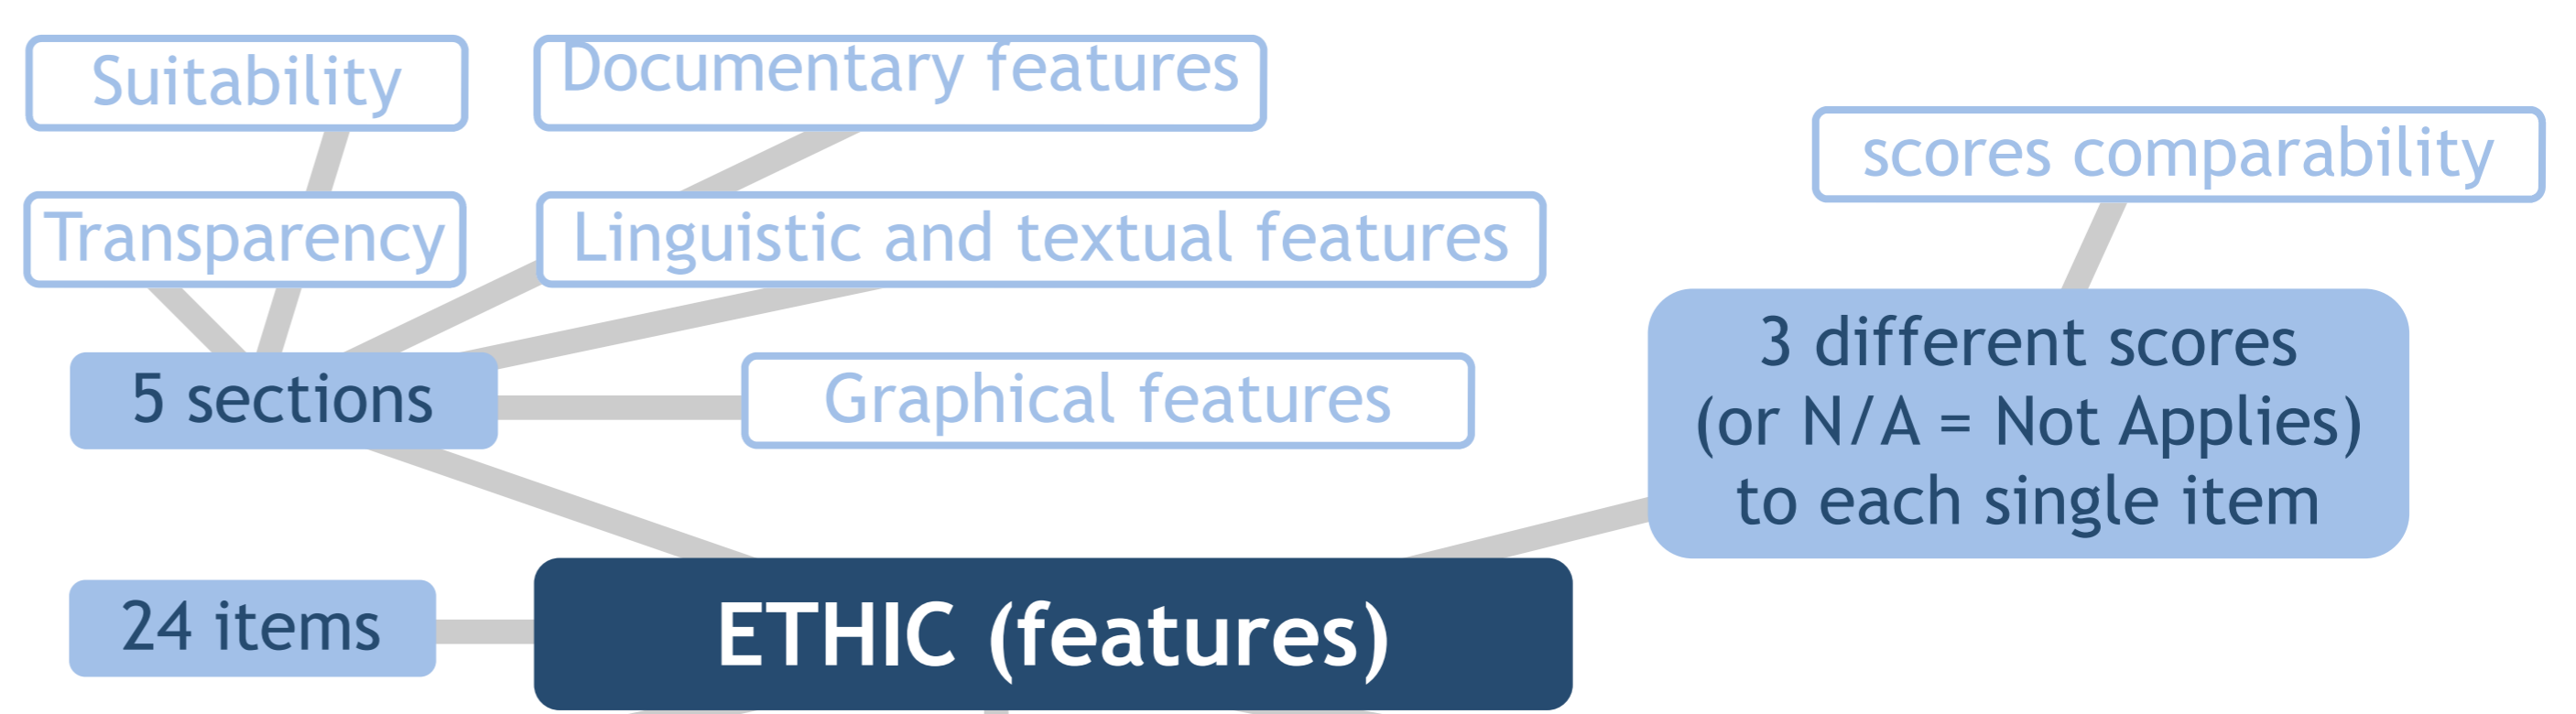 Suitability
Documentary features
scores comparability
Transparency
Linguistic and textual features
5 sections
Graphical features
3 different scores
(or N/A = Not Applies)
to each single item
24 items
ETHIC (features)